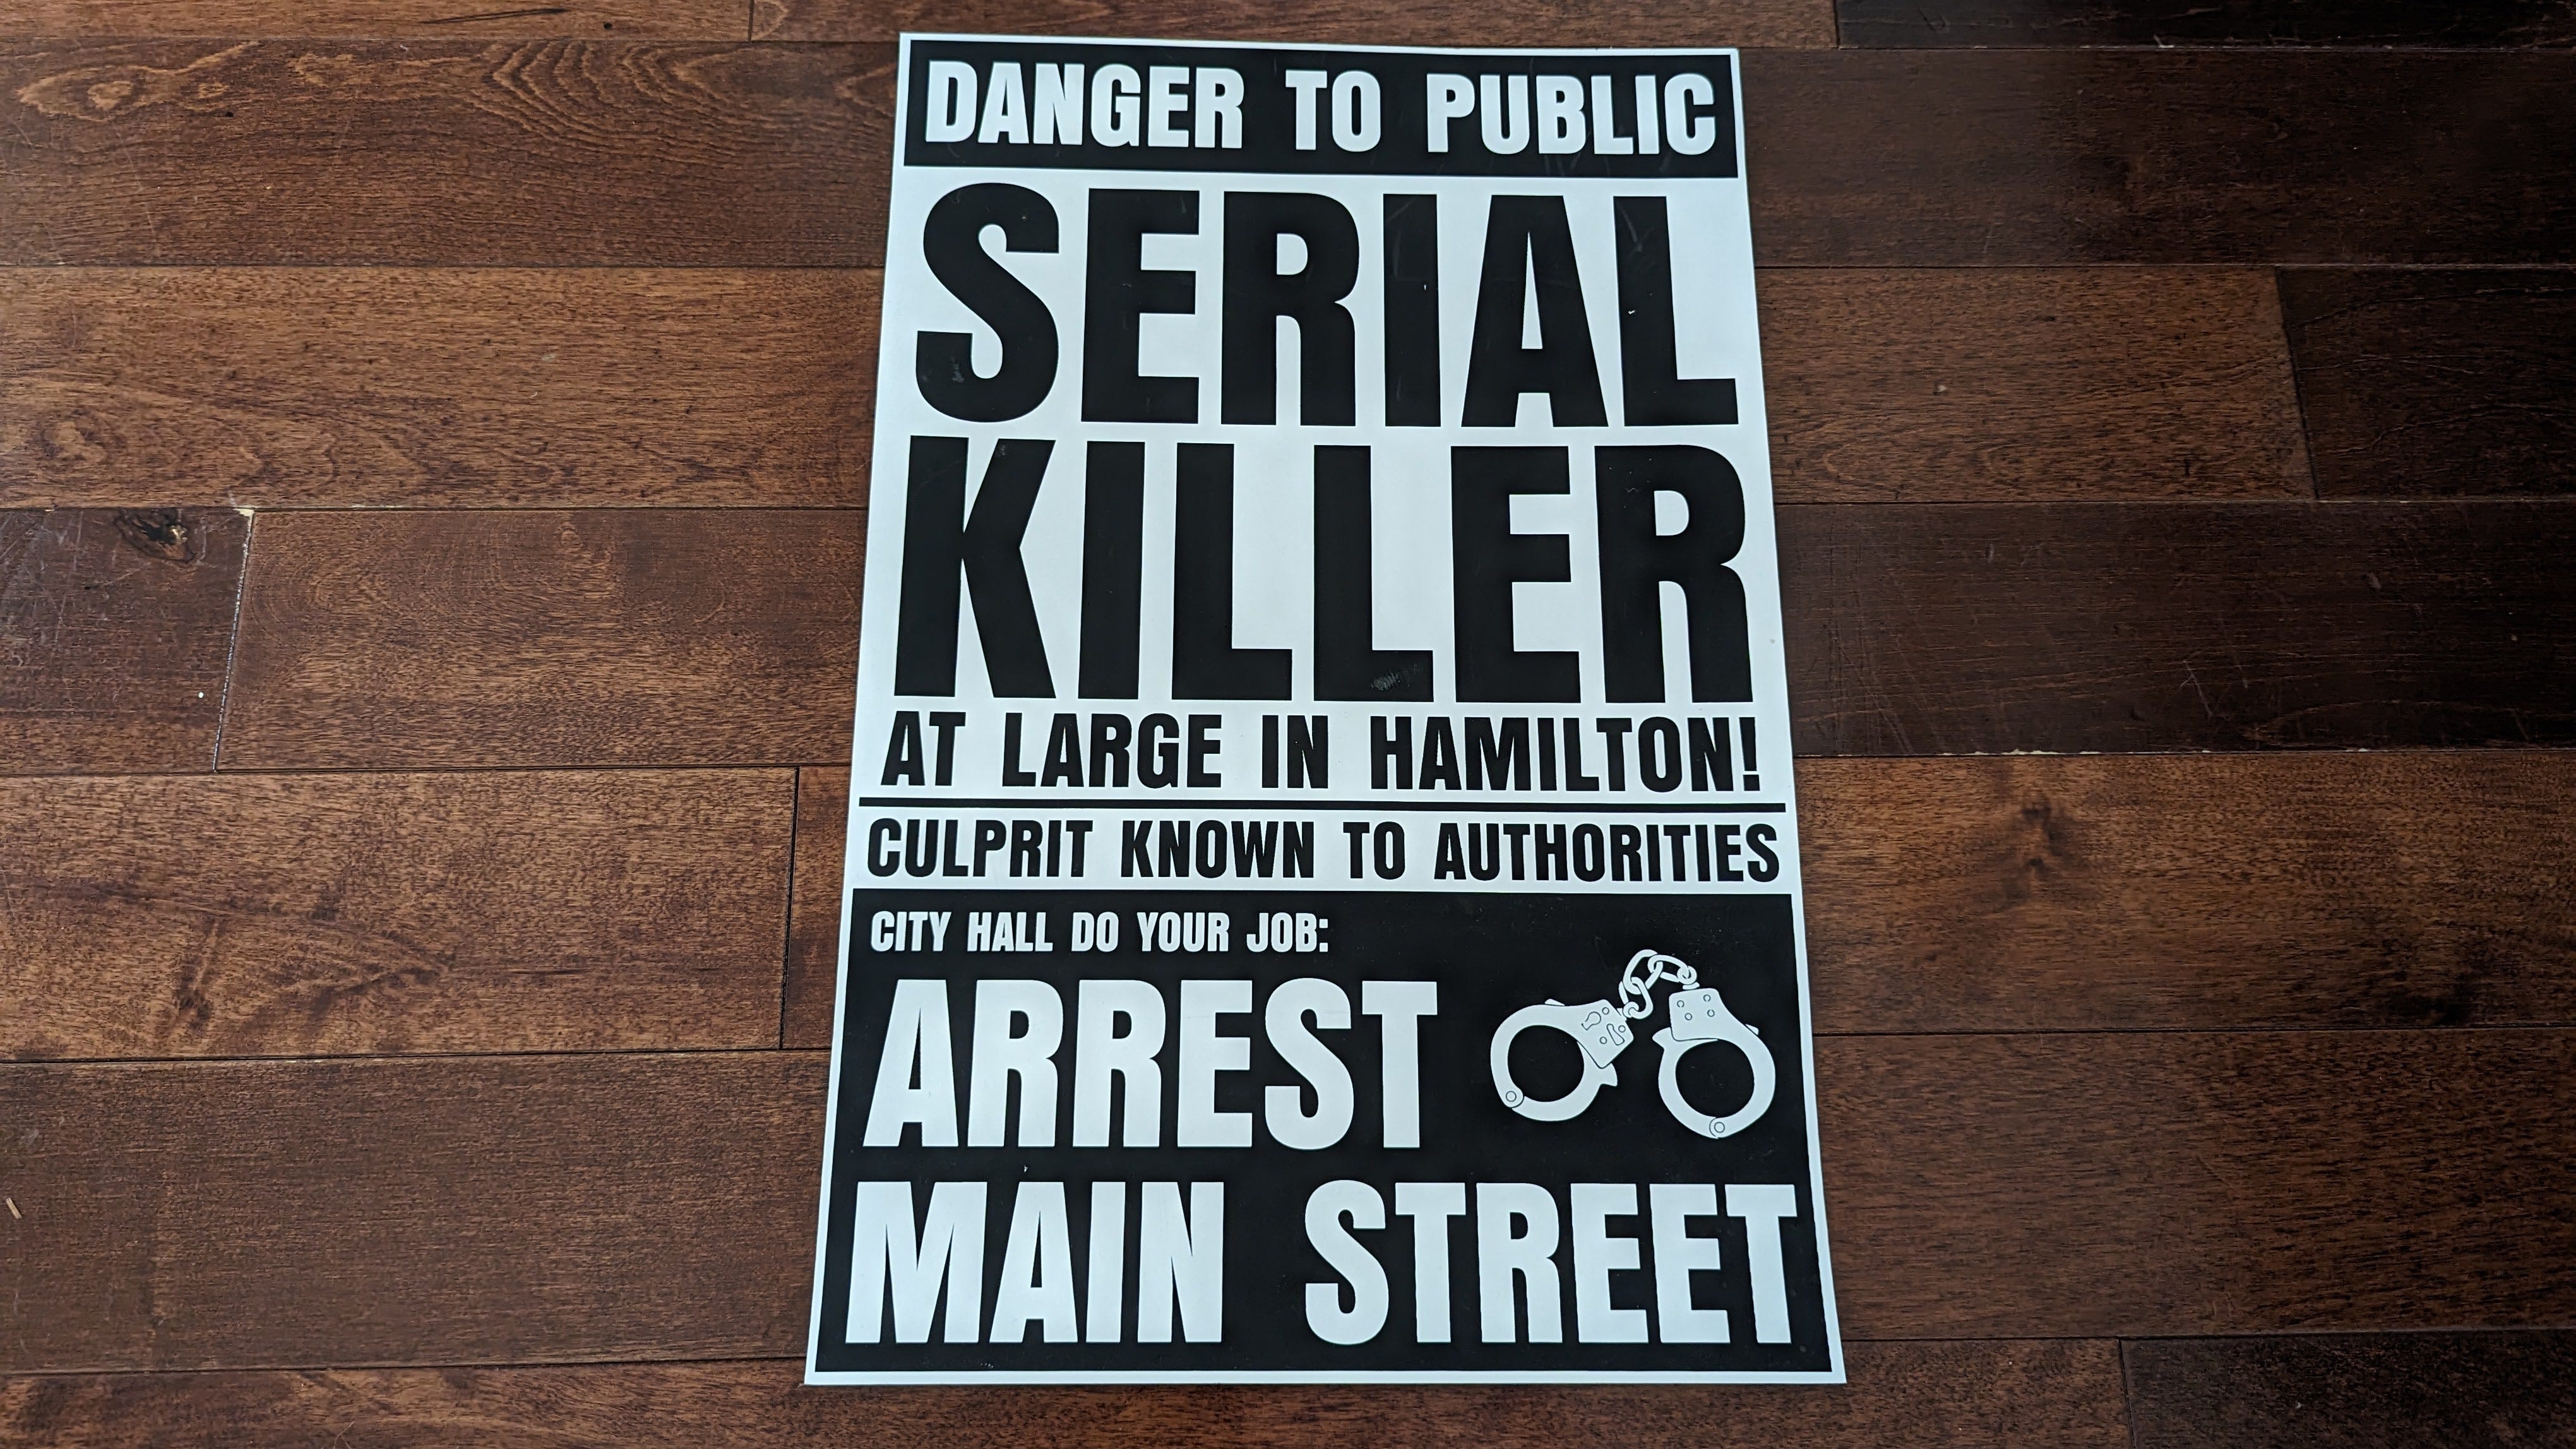 DANGER TO PUBLIC
SERIAL
KILLER
AT LARGE IN HAMILTON!
CULPRIT KNOWN TO AUTHORITIES
CITY HALL DO YOUR JOB:
ARREST
MAIN STREET